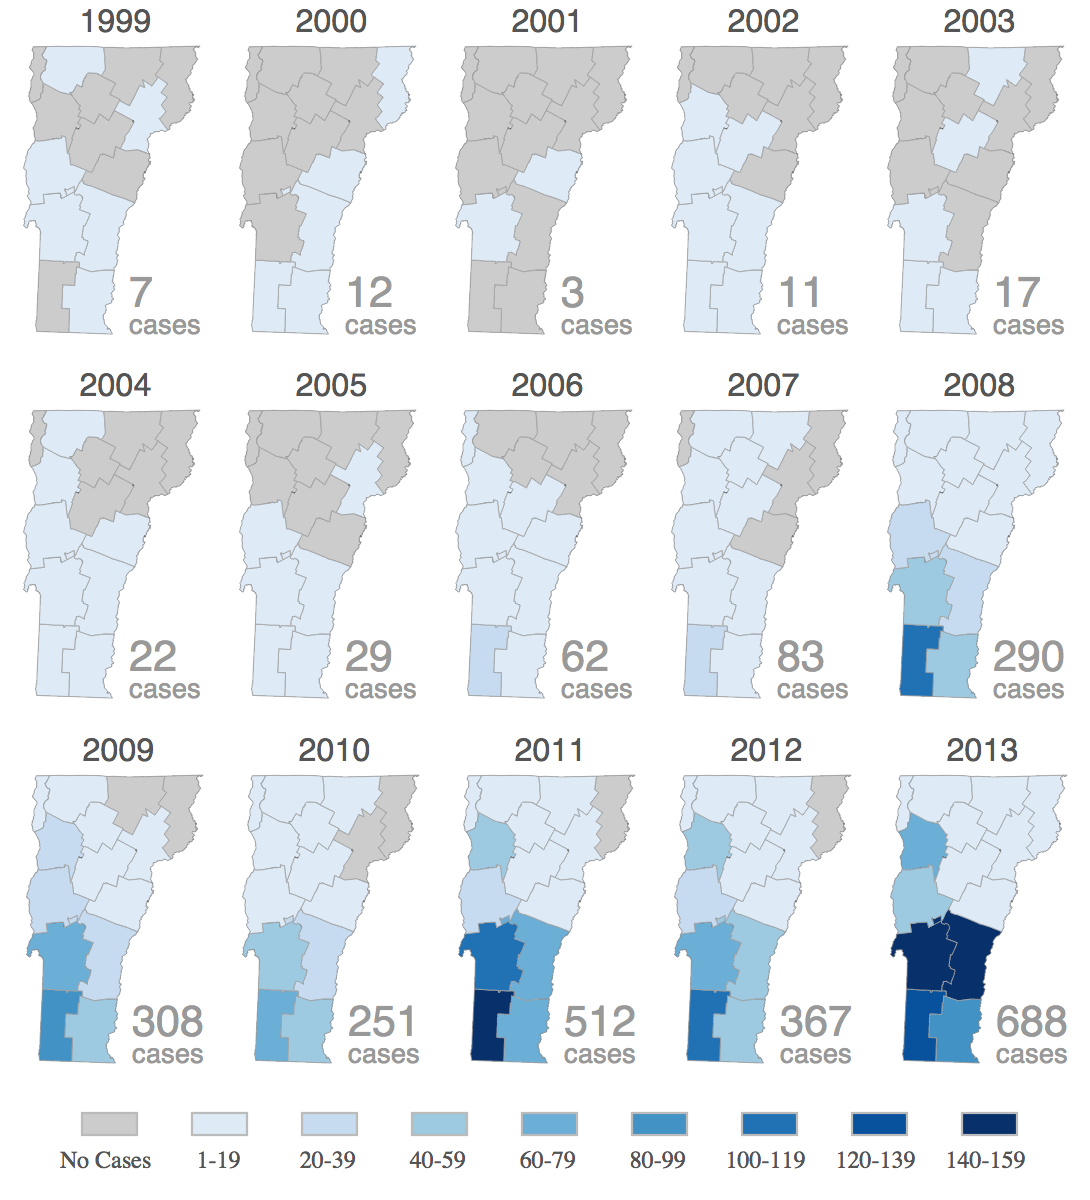 1999 2000 2001 2002 2003
7 12 3 11 17
cases cases cases cases cases
2004 2005 2006 2007 2008
22 29 62 83 290
cases cases cases cases cases
2009 2010 2011 2012 2013
308 251 512 367 688
cases cases cases cases cases
No Cases 1-19 20-39 40-59 60-79 80-99 100-119 120-139 140-159